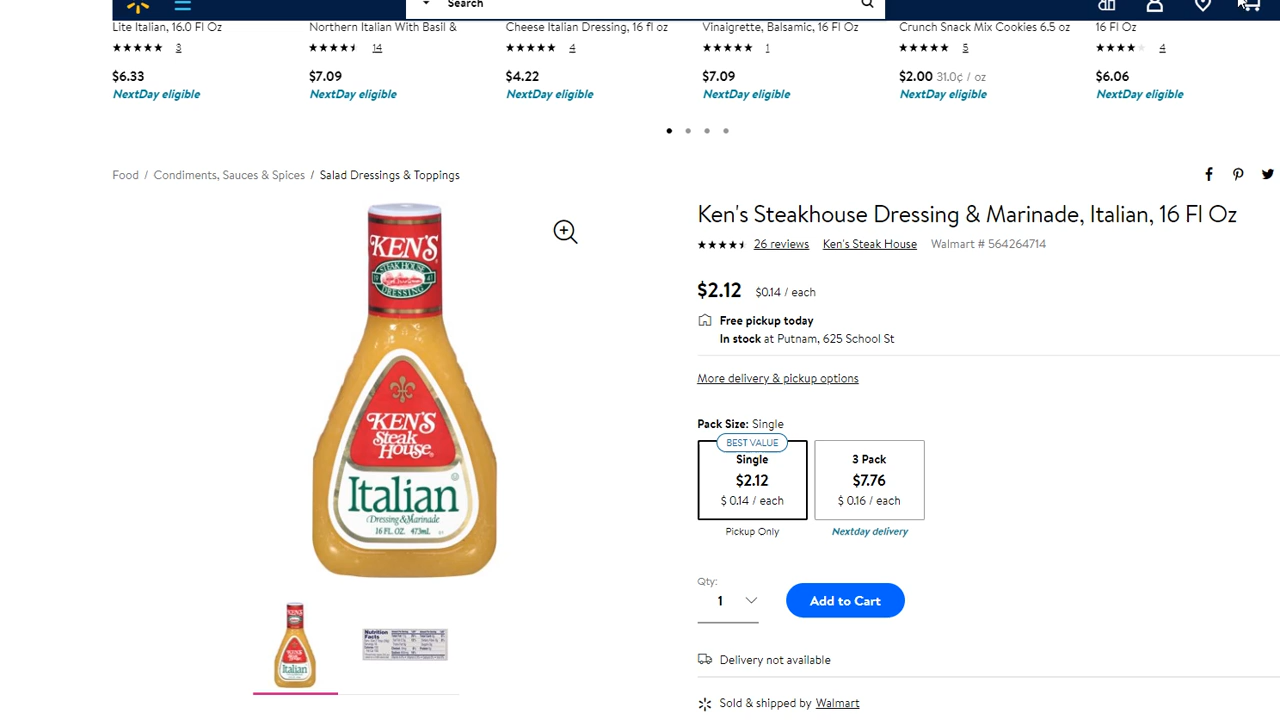 Search
Lite Italian, 16.0 Fl Oz
Northern Italian With Basil &
Cheese Italian Dressing, 16 fl oz
Vinaigrette, Balsamic, 16 Fl Oz
Crunch Snack Mix Cookies 6.5 oz
16 Fl Oz
★★★★★ 3
14
4
1
5
4
$6.33
$7.09
$4.22
$7.09
$2.00 31.0¢ / oz
$6.06
NextDay eligible
NextDay eligible
NextDay eligible
NextDay eligible
NextDay eligible
NextDay eligible
Food / Condiments, Sauces & Spices / Salad Dressings & Toppings
KEN'S
STEAK HOUSE
DRESSING
KEN'S
Steak
House
Italian
Dressing & Marinade
16 FL. OZ. 473mL
Nutrition
Facts
Ken's Steakhouse Dressing & Marinade, Italian, 16 Fl Oz
26 reviews Ken's Steak House Walmart # 564264714
$2.12 $0.14 / each
Free pickup today
In stock at Putnam, 625 School St
More delivery & pickup options
Pack Size: Single
BEST VALUE
Single
$2.12
$ 0.14 / each
Pickup Only
3 Pack
$7.76
$ 0.16 / each
Nextday delivery
Qty:
1
Add to Cart
Delivery not available
Sold & shipped by Walmart